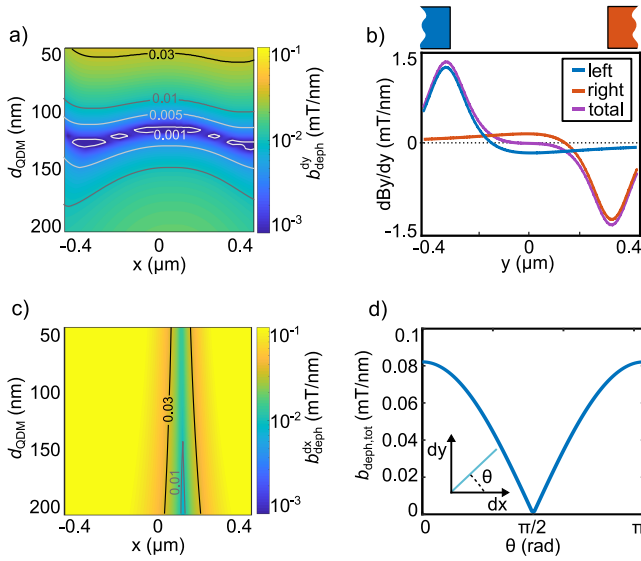 a)
50
100
150
200
d_QDM (nm)
0.03
0.01
0.005
0.001
-0.4
0
0.4
x (µm)
10^-1
10^-2
10^-3
b_deph^dy (mT/nm)
b)
1.5
0
-1.5
dBy/dy (mT/nm)
left
right
total
-0.4
0
0.4
y (µm)
c)
50
100
150
200
d_QDM (nm)
0.03
0.01
-0.4
0
0.4
x (µm)
10^-1
10^-2
10^-3
b_deph^dx (mT/nm)
d)
0.1
0.08
0.06
0.04
0.02
0
b_deph,tot (mT/nm)
dy
θ
dx
0
π/2
π
θ (rad)